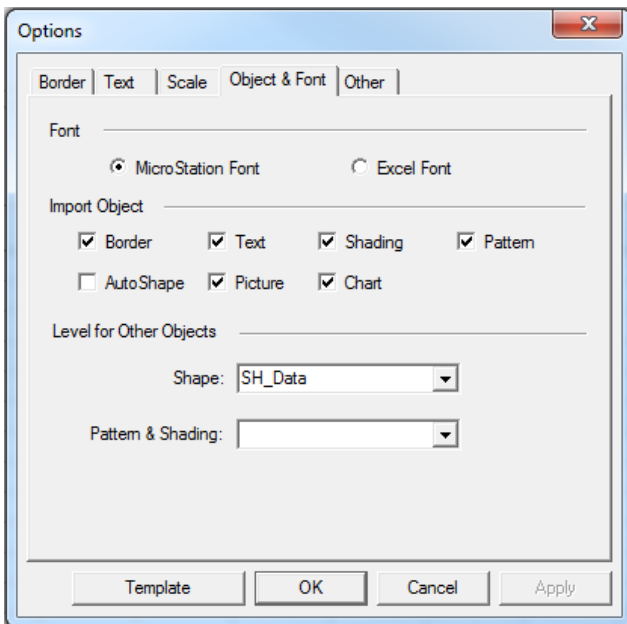 Options
Border Text Scale Object & Font Other
Font
MicroStation Font Excel Font
Import Object
Border Text Shading Pattern
AutoShape Picture Chart
Level for Other Objects
Shape: SH_Data
Pattern & Shading:
Template OK Cancel Apply